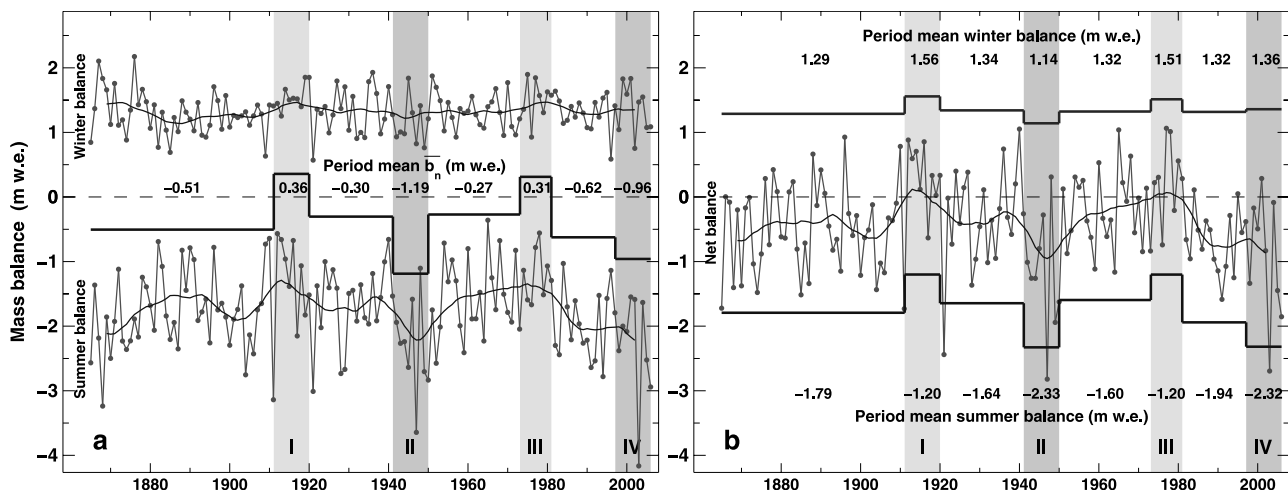 Mass balance (m w.e.)
Winter balance
Summer balance
2
1
0
−1
−2
−3
−4
Period mean b̅n (m w.e.)
−0.51 0.36 −0.30 −1.19 −0.27 0.31 −0.62 −0.96
a I II III IV
1880 1900 1920 1940 1960 1980 2000
Period mean winter balance (m w.e.)
1.29 1.56 1.34 1.14 1.32 1.51 1.32 1.36
Net balance
2
1
0
−1
−2
−3
−4
−1.79 −1.20 −1.64 −2.33 −1.60 −1.20 −1.94 −2.32
Period mean summer balance (m w.e.)
b I II III IV
1880 1900 1920 1940 1960 1980 2000